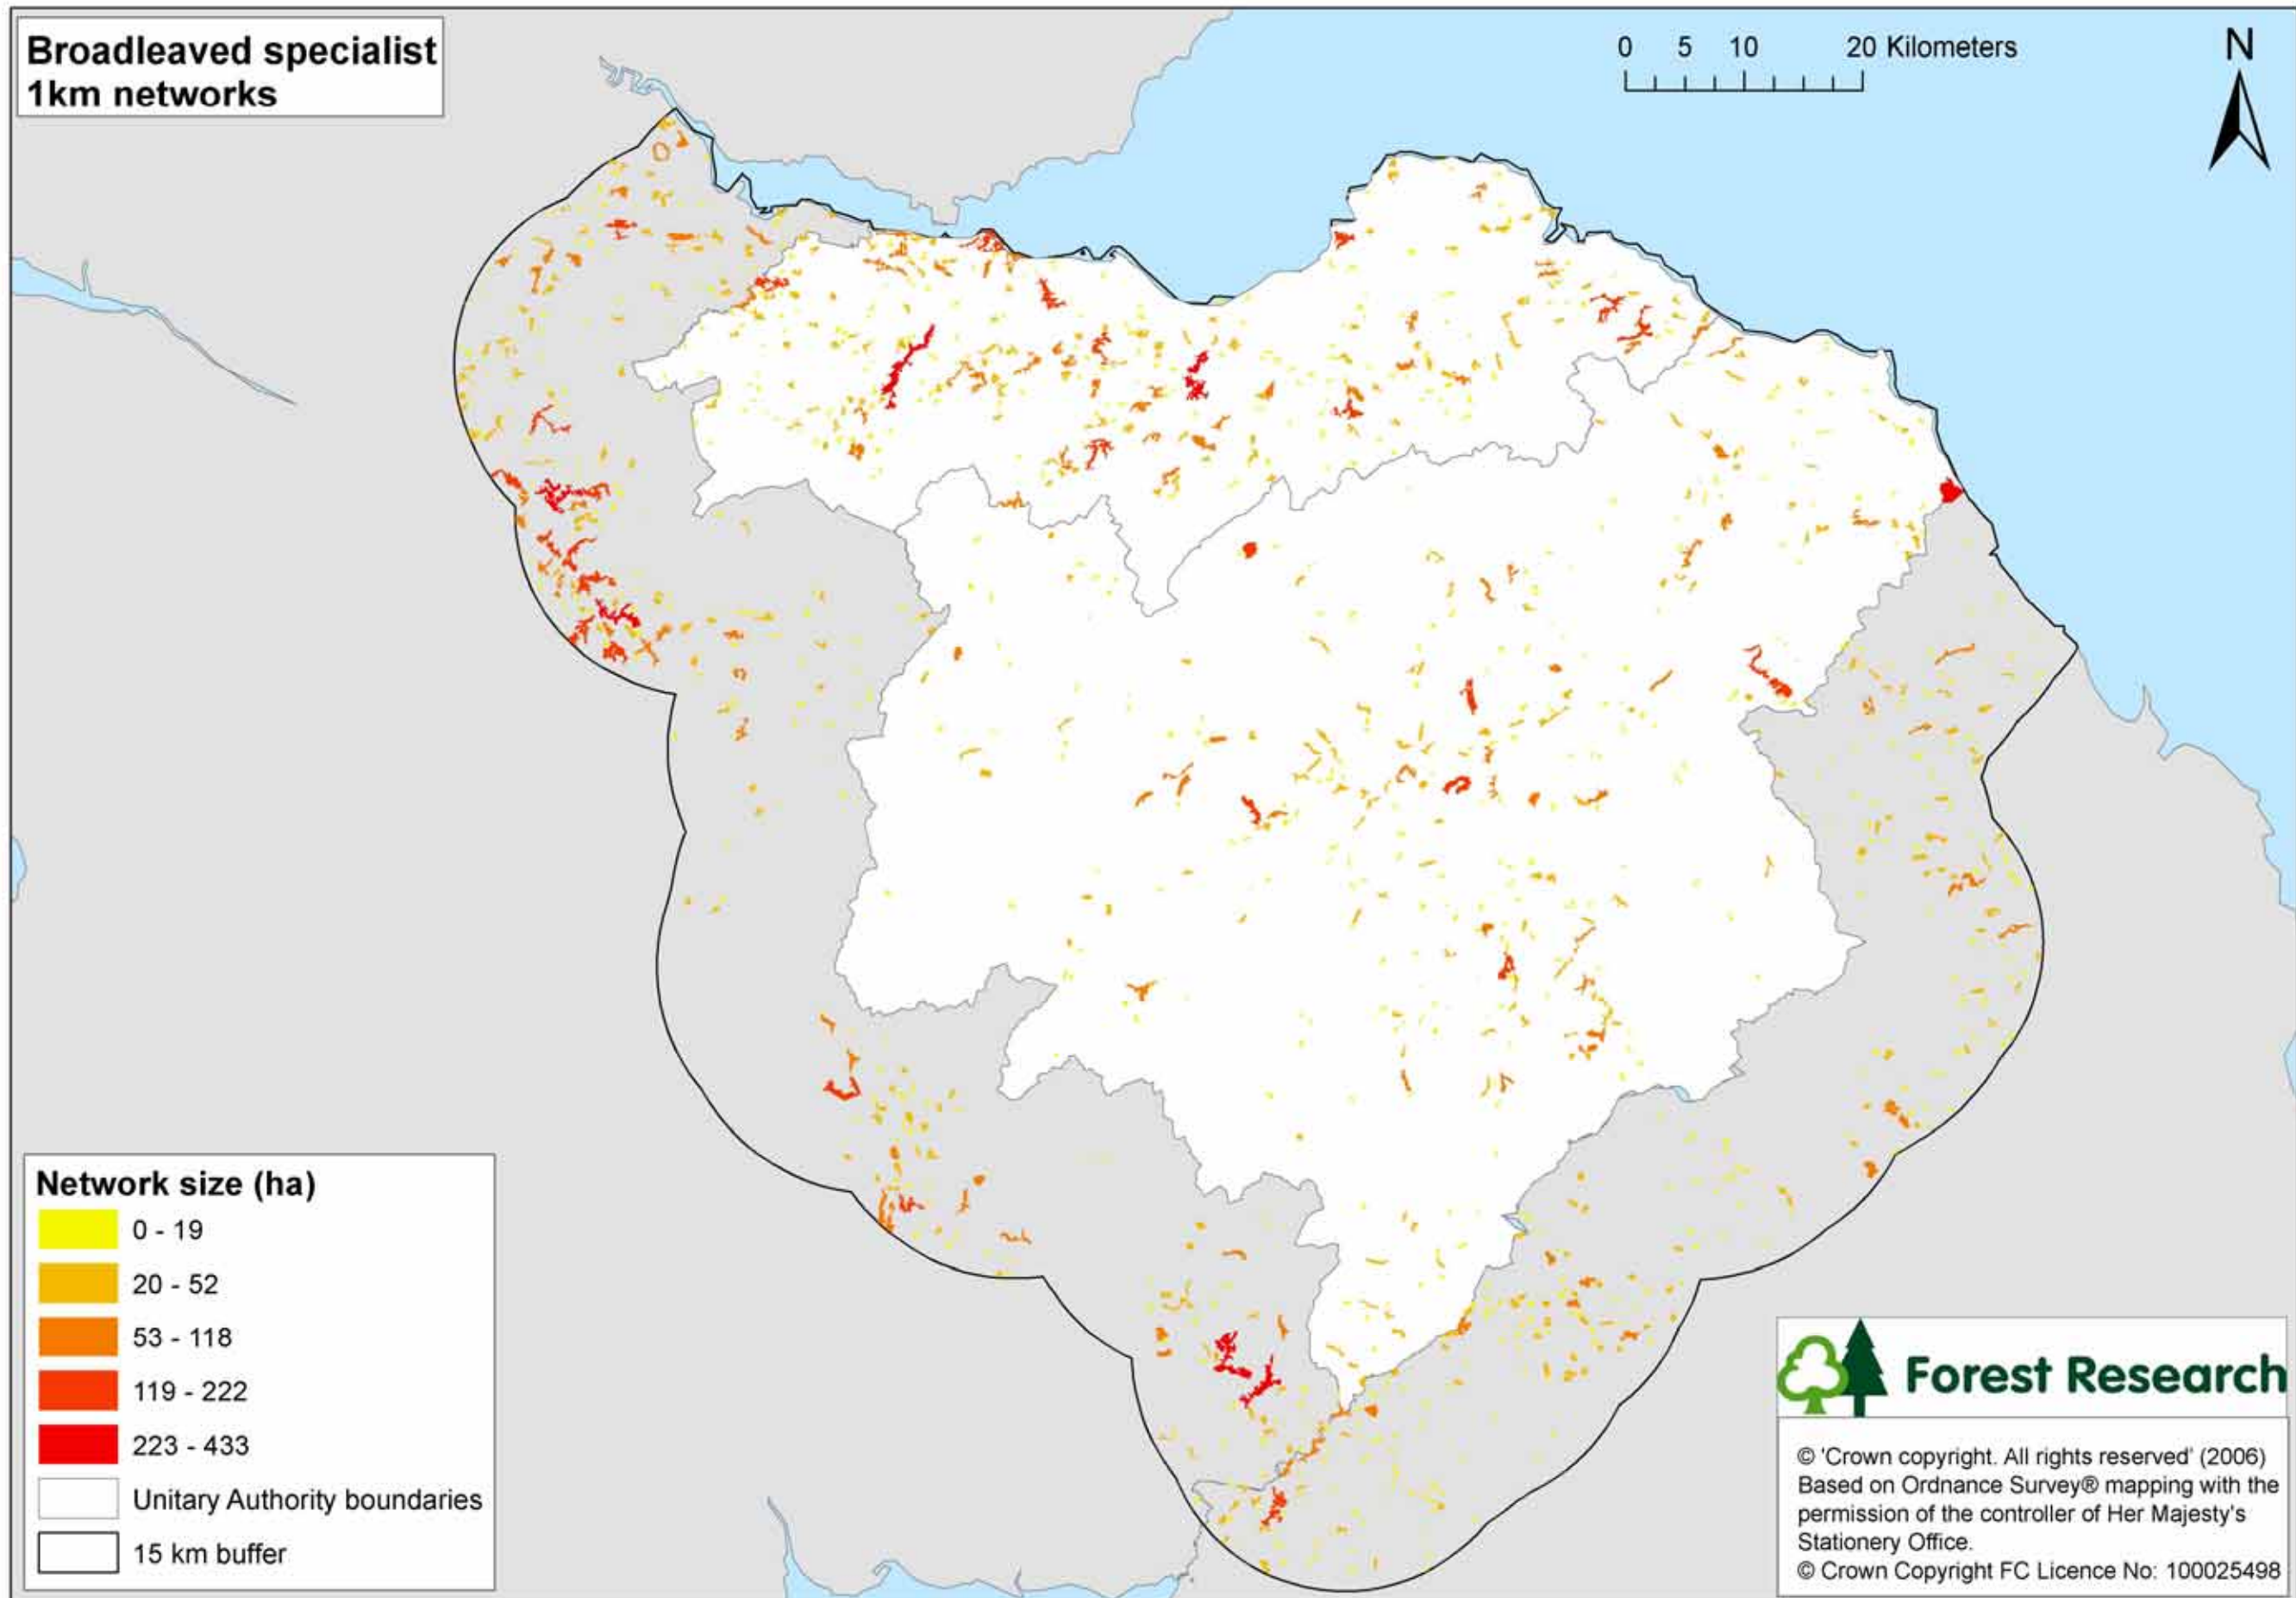 Broadleaved specialist
1km networks
0 5 10 20 Kilometers
N
Network size (ha)
0 - 19
20 - 52
53 - 118
119 - 222
223 - 433
Unitary Authority boundaries
15 km buffer
Forest Research
© 'Crown copyright. All rights reserved' (2006)
Based on Ordnance Survey® mapping with the
permission of the controller of Her Majesty's
Stationery Office.
© Crown Copyright FC Licence No: 100025498